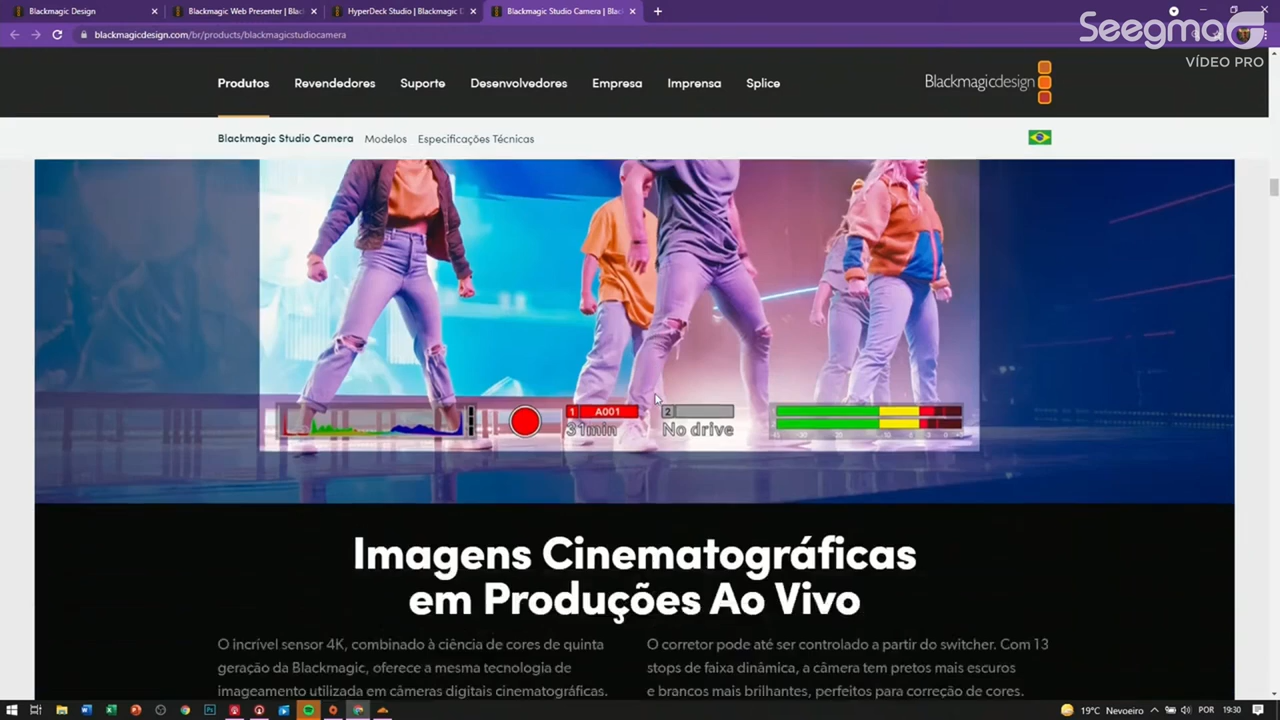 Blackmagic Design
Blackmagic Web Presenter | Blac
HyperDeck Studio | Blackmagic D
Blackmagic Studio Camera | Blac
blackmagicdesign.com/br/products/blackmagicstudiocamera
Seegma
VÍDEO PRO
Produtos
Revendedores
Suporte
Desenvolvedores
Empresa
Imprensa
Splice
Blackmagicdesign
Blackmagic Studio Camera
Modelos
Especificações Técnicas
1 A001
31min
2
No drive
Imagens Cinematográficas
em Produções Ao Vivo
O incrível sensor 4K, combinado à ciência de cores de quinta
geração da Blackmagic, oferece a mesma tecnologia de
imageamento utilizada em câmeras digitais cinematográficas.
O corretor pode até ser controlado a partir do switcher. Com 13
stops de faixa dinâmica, a câmera tem pretos mais escuros
e brancos mais brilhantes, perfeitos para correção de cores.
19°C Nevoeiro
POR
19:30